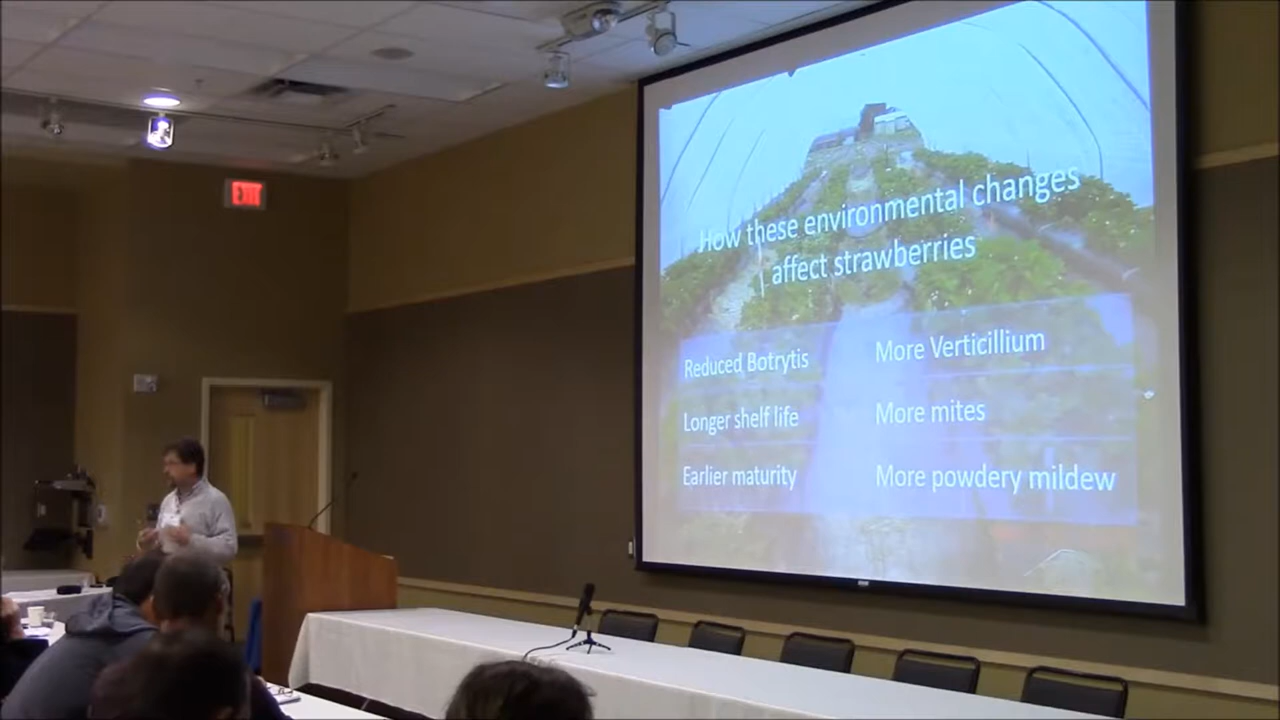 EXIT
How these environmental changes
affect strawberries
Reduced Botrytis
More Verticillium
Longer shelf life
More mites
Earlier maturity
More powdery mildew